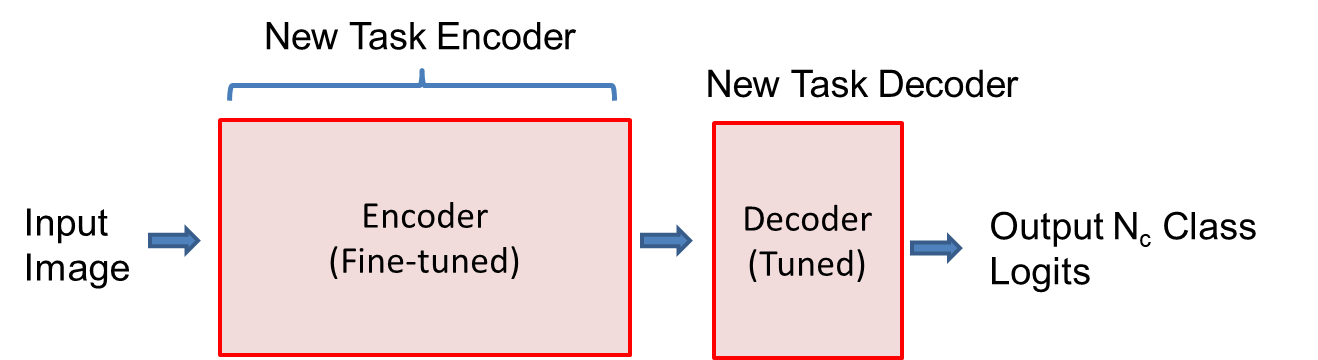 New Task Encoder
New Task Decoder
Input
Image
Encoder
(Fine-tuned)
Decoder
(Tuned)
Output Nc Class
Logits